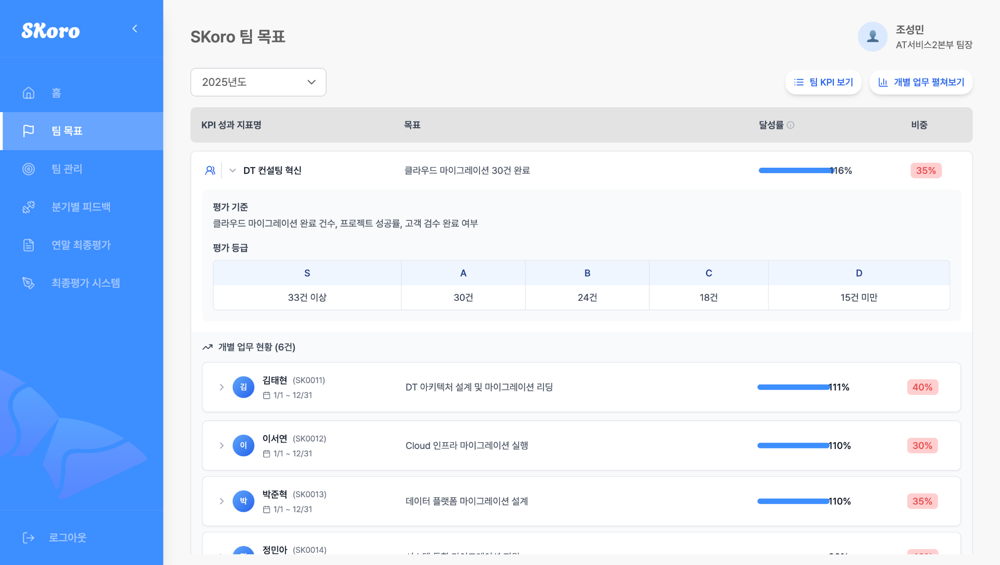 SKoro
홈
팀 목표
팀 관리
분기별 피드백
연말 최종평가
최종평가 시스템
로그아웃
SKoro 팀 목표
조성민
AT서비스2본부 팀장
2025년도
팀 KPI 보기
개별 업무 펼쳐보기
KPI 성과 지표명 목표 달성률 비중
DT 컨설팅 혁신 클라우드 마이그레이션 30건 완료 116% 35%
평가 기준
클라우드 마이그레이션 완료 건수, 프로젝트 성공률, 고객 검수 완료 여부
평가 등급
S A B C D
33건 이상 30건 24건 18건 15건 미만
개별 업무 현황 (6건)
김 김태현 (SK0011)
1/1 ~ 12/31
DT 아키텍처 설계 및 마이그레이션 리딩 111% 40%
이 이서연 (SK0012)
1/1 ~ 12/31
Cloud 인프라 마이그레이션 실행 110% 30%
박 박준혁 (SK0013)
1/1 ~ 12/31
데이터 플랫폼 마이그레이션 설계 110% 35%
정민아 (SK0014)